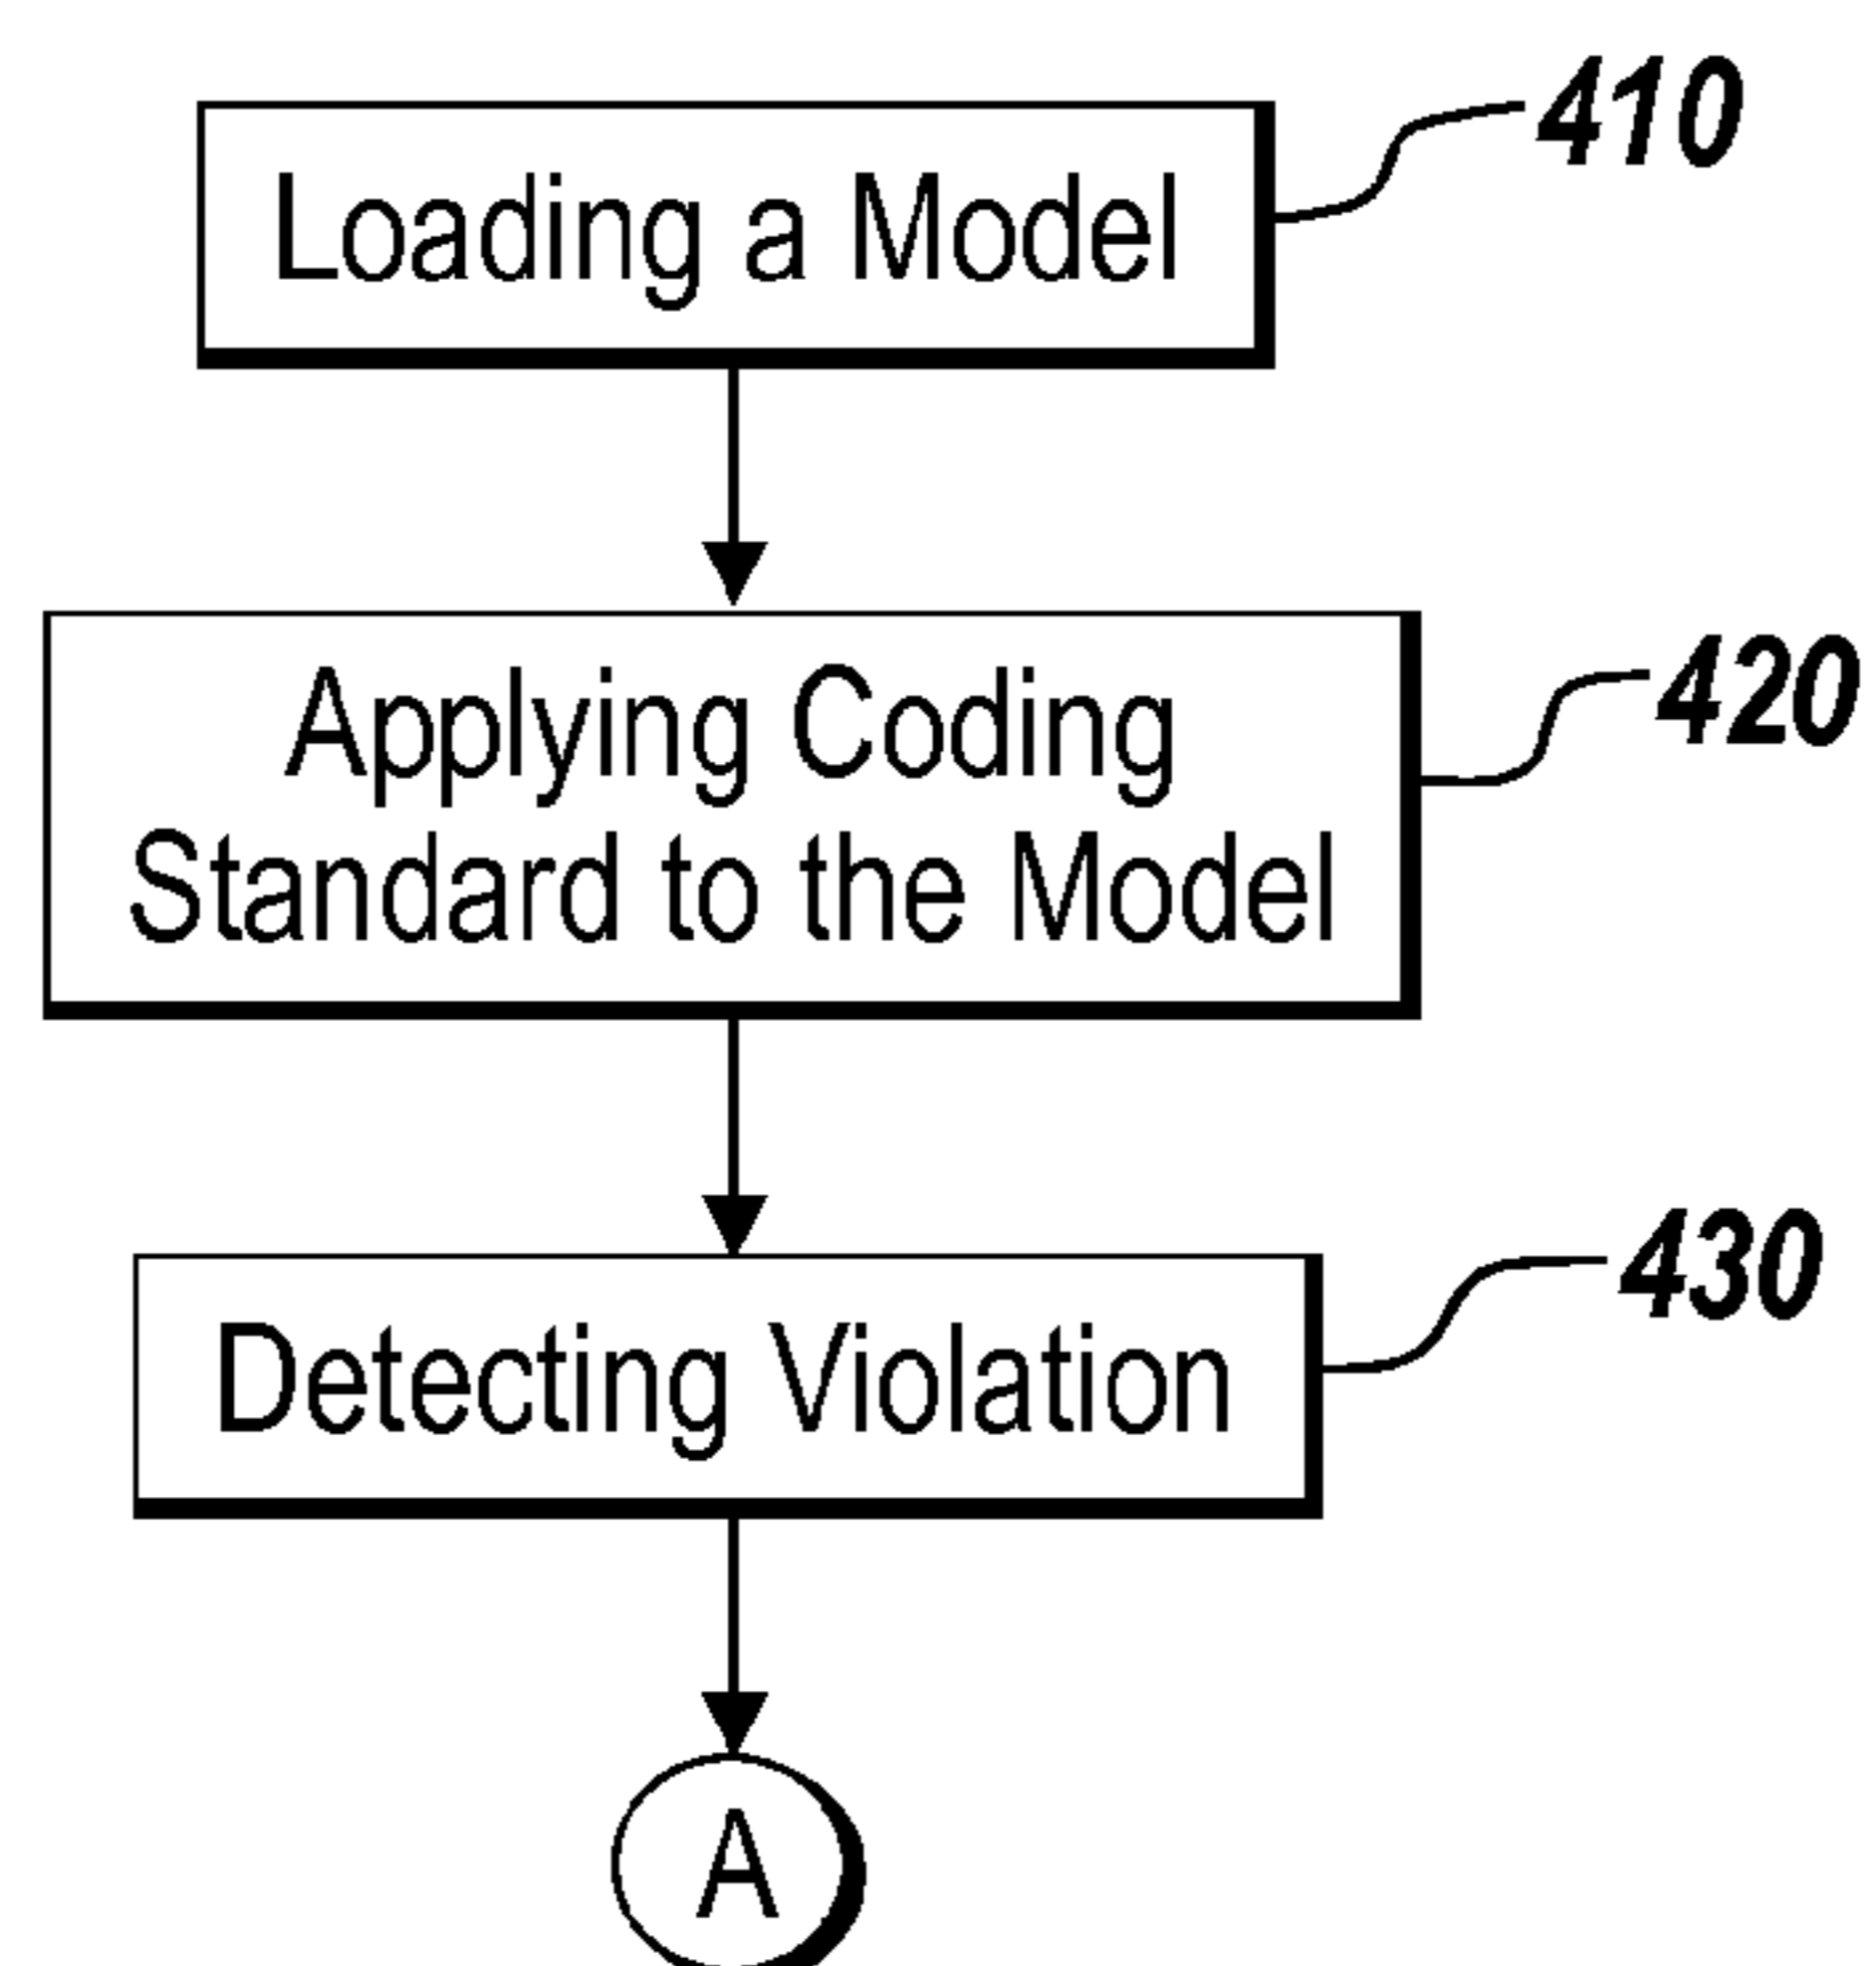 410
Loading a Model
420
Applying Coding
Standard to the Model
430
Detecting Violation
A